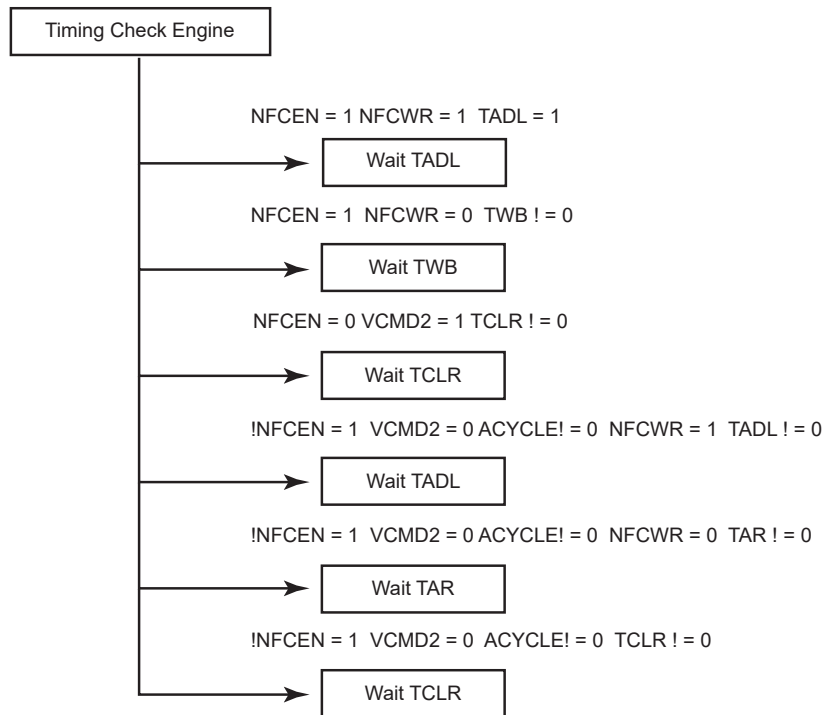 Timing Check Engine
NFCEN = 1 NFCWR = 1 TADL = 1
Wait TADL
NFCEN = 1 NFCWR = 0 TWB ! = 0
Wait TWB
NFCEN = 0 VCMD2 = 1 TCLR ! = 0
Wait TCLR
!NFCEN = 1 VCMD2 = 0 ACYCLE! = 0 NFCWR = 1 TADL ! = 0
Wait TADL
!NFCEN = 1 VCMD2 = 0 ACYCLE! = 0 NFCWR = 0 TAR ! = 0
Wait TAR
!NFCEN = 1 VCMD2 = 0 ACYCLE! = 0 TCLR ! = 0
Wait TCLR